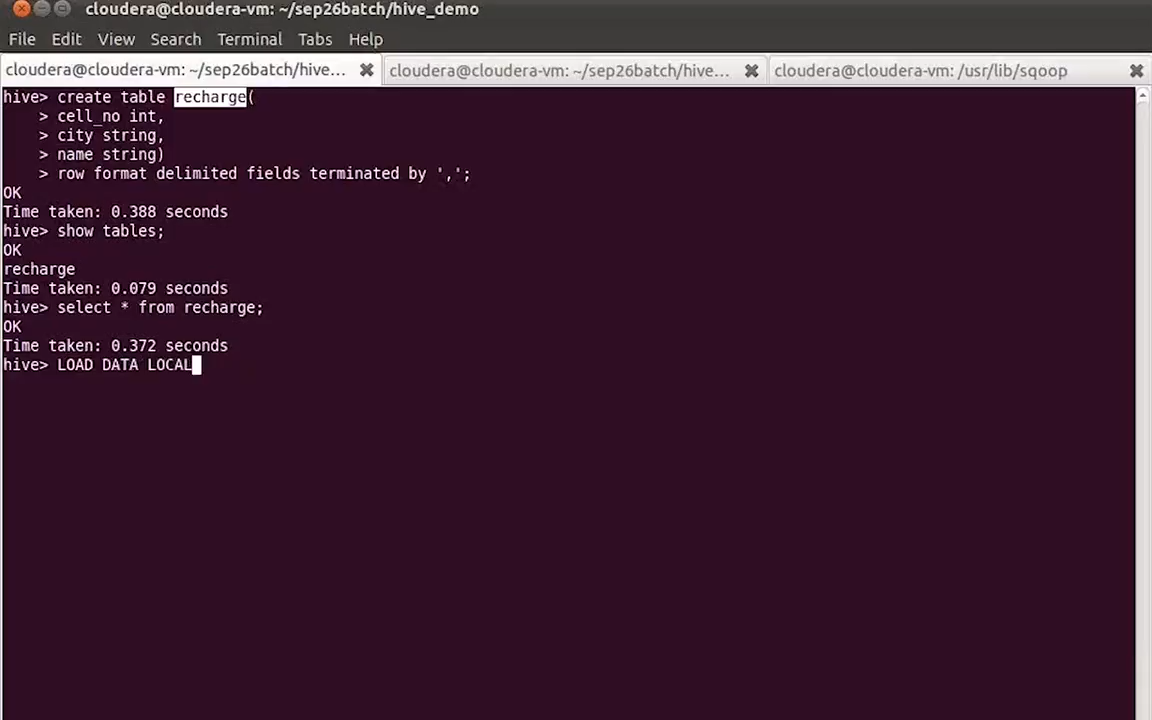 cloudera@cloudera-vm: ~/sep26batch/hive_demo
File Edit View Search Terminal Tabs Help
cloudera@cloudera-vm: ~/sep26batch/hive... cloudera@cloudera-vm: ~/sep26batch/hive... cloudera@cloudera-vm: /usr/lib/sqoop
hive> create table recharge(
    > cell_no int,
    > city string,
    > name string)
    > row format delimited fields terminated by ',';
OK
Time taken: 0.388 seconds
hive> show tables;
OK
recharge
Time taken: 0.079 seconds
hive> select * from recharge;
OK
Time taken: 0.372 seconds
hive> LOAD DATA LOCAL